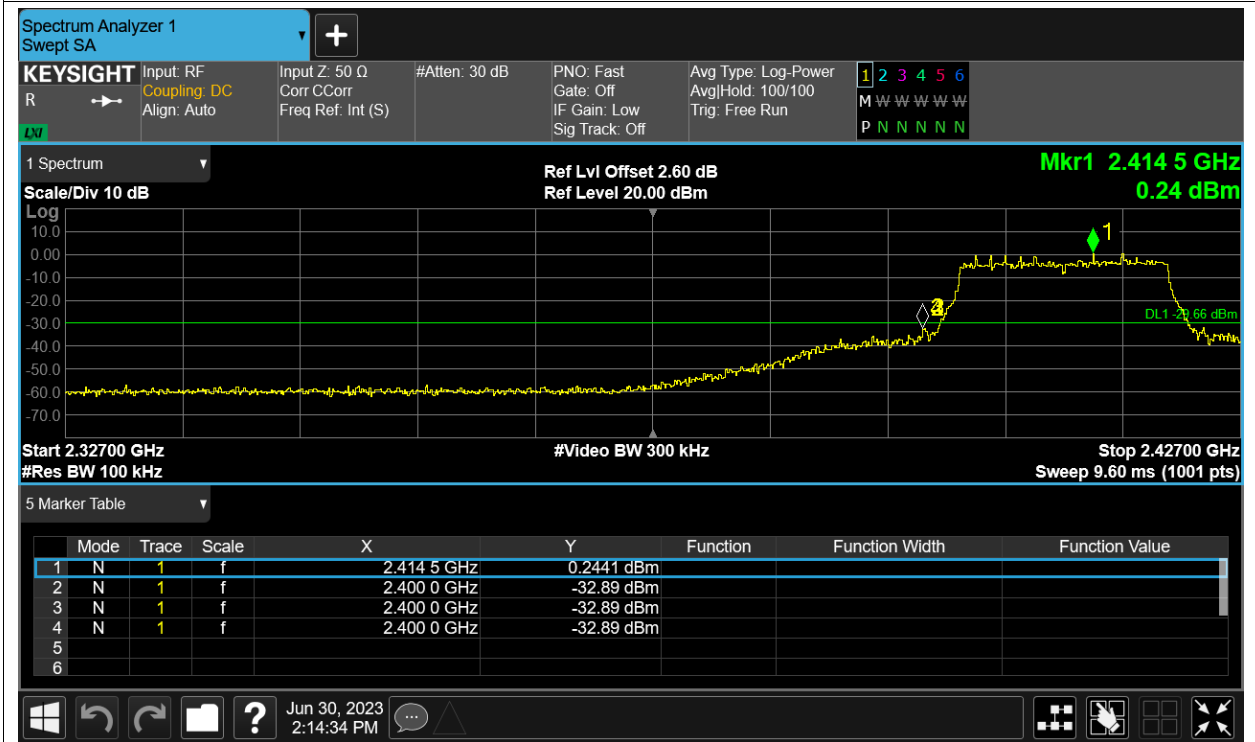 Spectrum Analyzer 1
Swept SA
+
KEYSIGHT
R
LXI
Input: RF
Coupling: DC
Align: Auto
Input Z: 50 Ω
Corr CCorr
Freq Ref: Int (S)
#Atten: 30 dB
PNO: Fast
Gate: Off
IF Gain: Low
Sig Track: Off
Avg Type: Log-Power
Avg|Hold: 100/100
Trig: Free Run
1 2 3 4 5 6
M W W W W W
P N N N N N
1 Spectrum
Scale/Div 10 dB
Ref Lvl Offset 2.60 dB
Ref Level 20.00 dBm
Mkr1 2.414 5 GHz
0.24 dBm
Log
10.0
0.00
-10.0
-20.0
-30.0
-40.0
-50.0
-60.0
-70.0
1
DL1 -29.66 dBm
Start 2.32700 GHz
#Res BW 100 kHz
#Video BW 300 kHz
Stop 2.42700 GHz
Sweep 9.60 ms (1001 pts)
5 Marker Table
Mode Trace Scale X Y Function Function Width Function Value
1 N 1 f 2.414 5 GHz 0.2441 dBm
2 N 1 f 2.400 0 GHz -32.89 dBm
3 N 1 f 2.400 0 GHz -32.89 dBm
4 N 1 f 2.400 0 GHz -32.89 dBm
5
6
?
Jun 30, 2023
2:14:34 PM